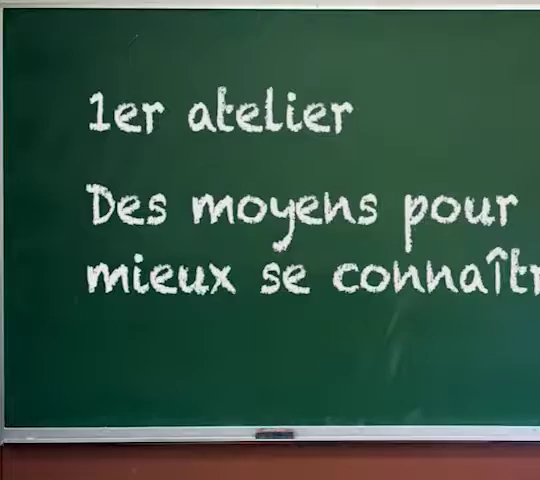 1er atelier
Des moyens pour
mieux se connaîtr